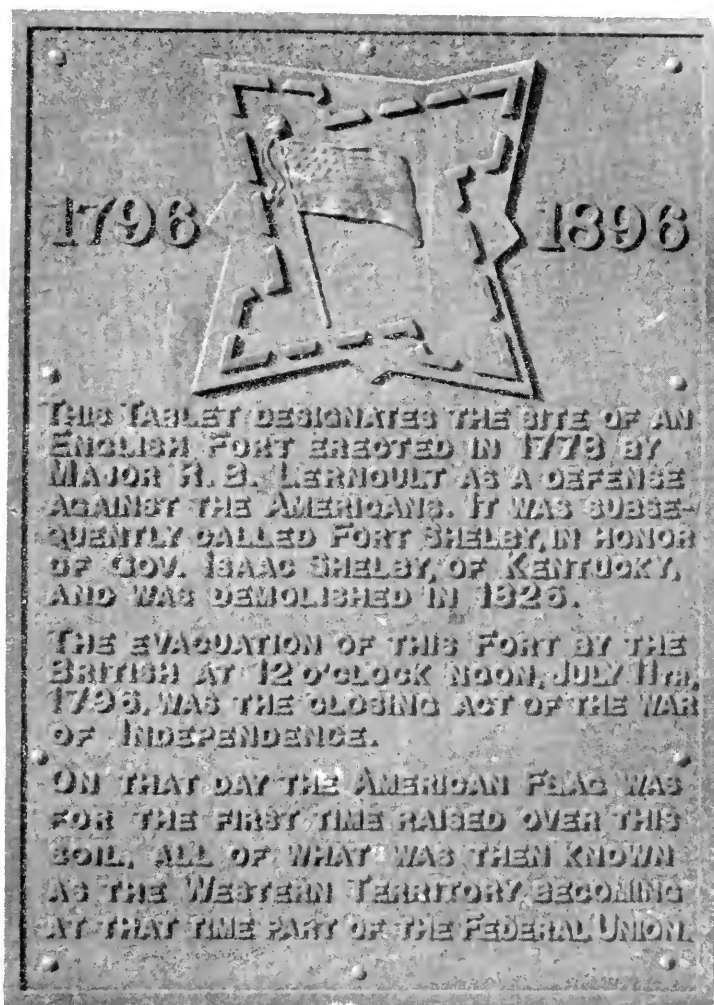 1796 1896
THIS TABLET DESIGNATES THE SITE OF AN
ENGLISH FORT ERECTED IN 1778 BY
MAJOR R. B. LERNOULT AS A DEFENSE
AGAINST THE AMERICANS. IT WAS SUBSE-
QUENTLY CALLED FORT SHELBY, IN HONOR
OF GOV. ISAAC SHELBY, OF KENTUCKY,
AND WAS DEMOLISHED IN 1826.
THE EVACUATION OF THIS FORT BY THE
BRITISH AT 12 O'CLOCK NOON, JULY 11TH,
1796, WAS THE CLOSING ACT OF THE WAR
OF INDEPENDENCE.
ON THAT DAY THE AMERICAN FLAG WAS
FOR THE FIRST TIME RAISED OVER THIS
SOIL, ALL OF WHAT WAS THEN KNOWN
AS THE WESTERN TERRITORY BECOMING
AT THAT TIME PART OF THE FEDERAL UNION.